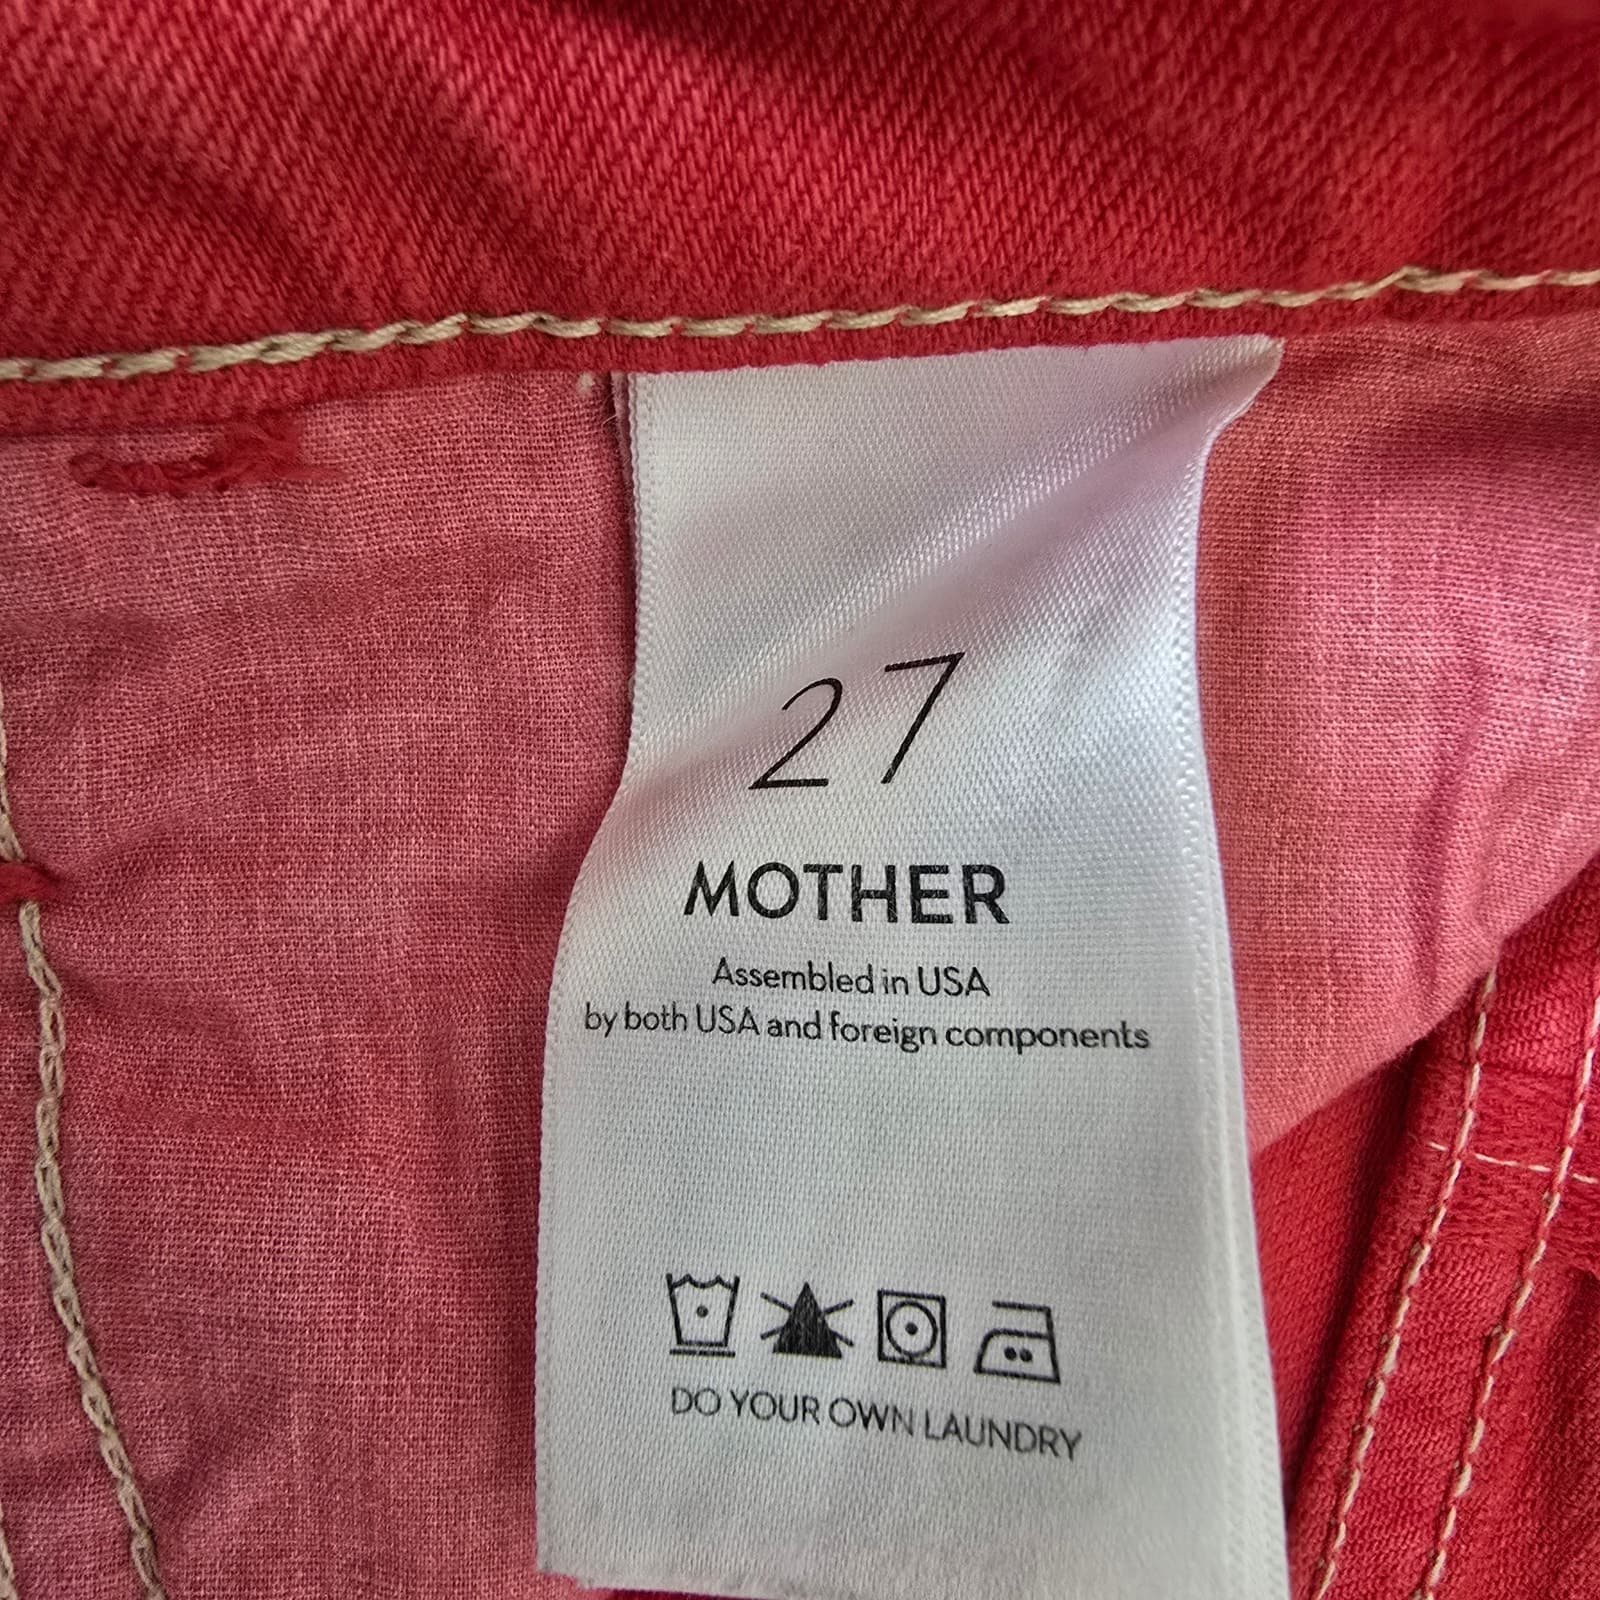 27
MOTHER
Assembled in USA
by both USA and foreign components
DO YOUR OWN LAUNDRY